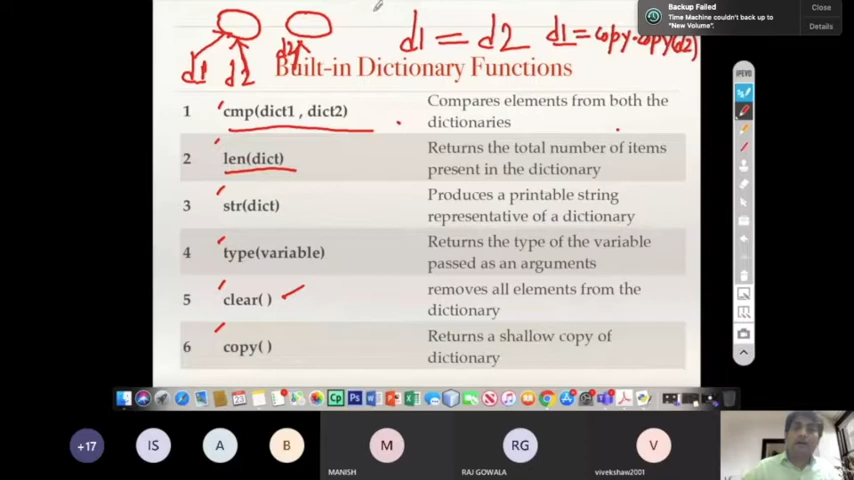 Backup Failed
Time Machine couldn't back up to
"New Volume".
Close
Details
d1 = d2 d1 = copy.copy(d2)
d1 d2 d2
Built-in Dictionary Functions
1 cmp(dict1 , dict2) Compares elements from both the
dictionaries
2 len(dict) Returns the total number of items
present in the dictionary
3 str(dict) Produces a printable string
representative of a dictionary
4 type(variable) Returns the type of the variable
passed as an arguments
5 clear( ) removes all elements from the
dictionary
6 copy( ) Returns a shallow copy of
dictionary
IPEVO
Cp Ps
+17 IS A B M RG V
MANISH RAJ GOWALA vivekshaw2001